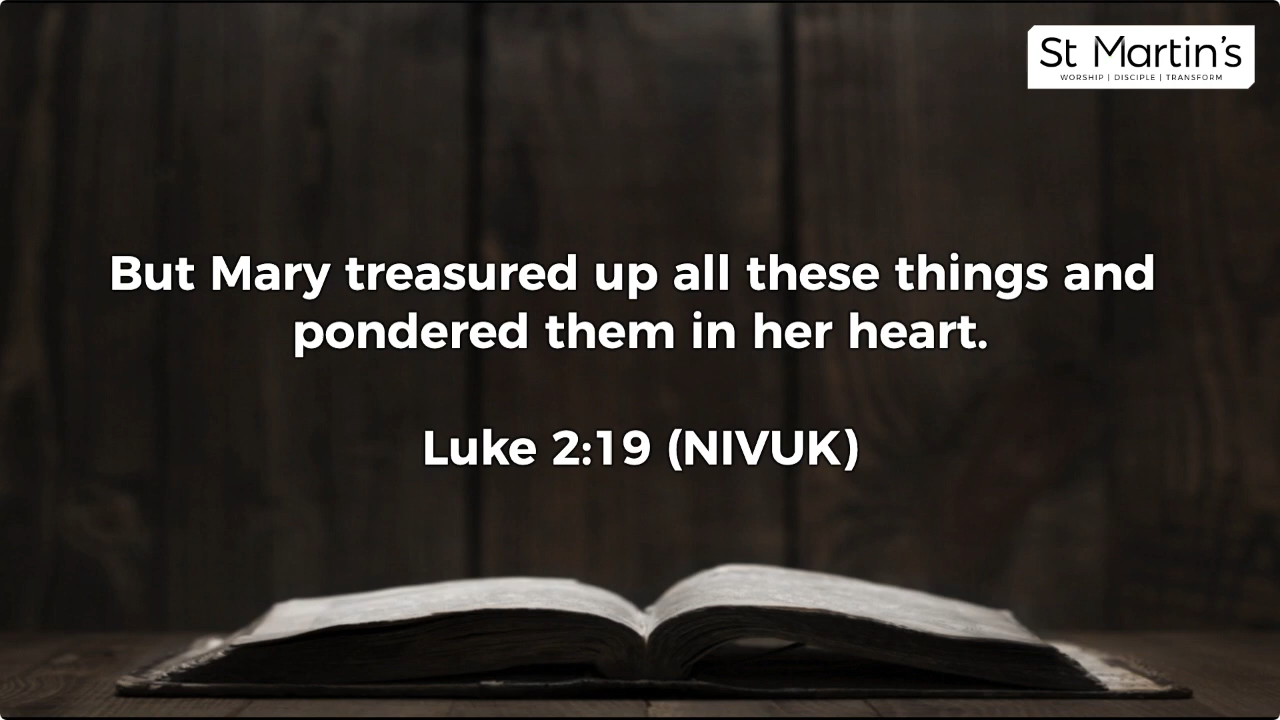 St Martin's
WORSHIP | DISCIPLE | TRANSFORM
But Mary treasured up all these things and
pondered them in her heart.
Luke 2:19 (NIVUK)